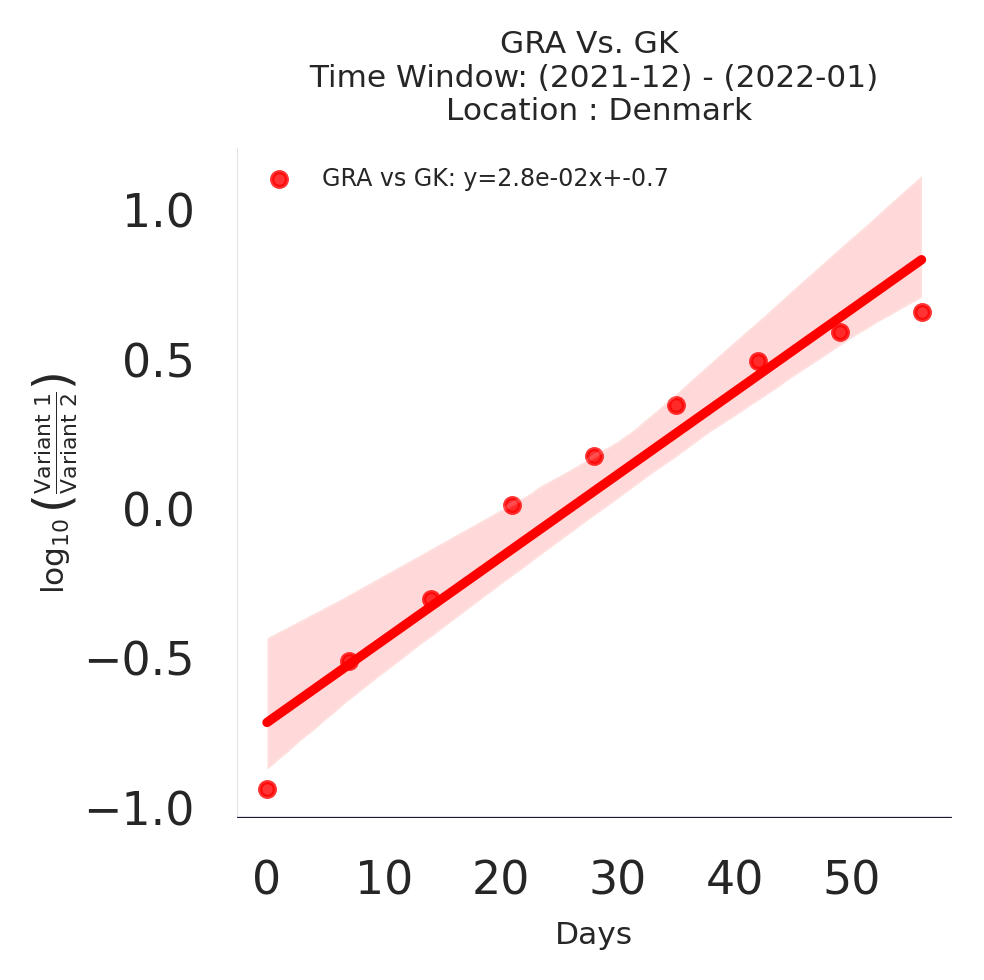 GRA Vs. GK
Time Window: (2021-12) - (2022-01)
Location : Denmark
GRA vs GK: y=2.8e-02x+-0.7
1.0
0.5
0.0
−0.5
−1.0
log10 (Variant 1 / Variant 2)
0 10 20 30 40 50
Days